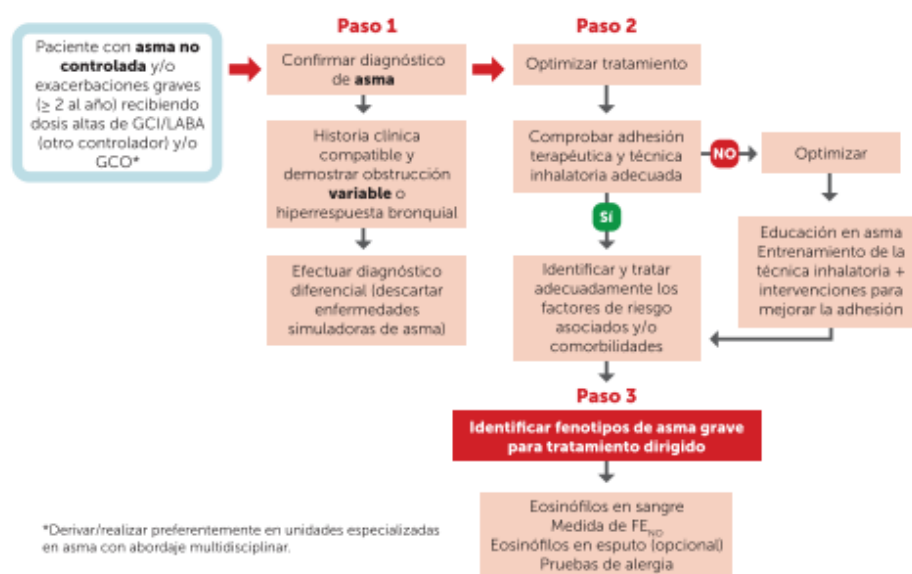 Paciente con asma no
controlada y/o
exacerbaciones graves
(≥ 2 al año) recibiendo
dosis altas de GCI/LABA
(otro controlador) y/o
GCO*
Paso 1
Confirmar diagnóstico
de asma
Historia clínica
compatible y
demostrar obstrucción
variable o
hiperrespuesta bronquial
Efectuar diagnóstico
diferencial (descartar
enfermedades
simuladoras de asma)
Paso 2
Optimizar tratamiento
Comprobar adhesión
terapéutica y técnica
inhalatoria adecuada
NO
Optimizar
Educación en asma
Entrenamiento de la
técnica inhalatoria +
intervenciones para
mejorar la adhesión
Sí
Identificar y tratar
adecuadamente los
factores de riesgo
asociados y/o
comorbilidades
Paso 3
Identificar fenotipos de asma grave
para tratamiento dirigido
Eosinófilos en sangre
Medida de FENO
Eosinófilos en esputo (opcional)
Pruebas de alergia
*Derivar/realizar preferentemente en unidades especializadas
en asma con abordaje multidisciplinar.